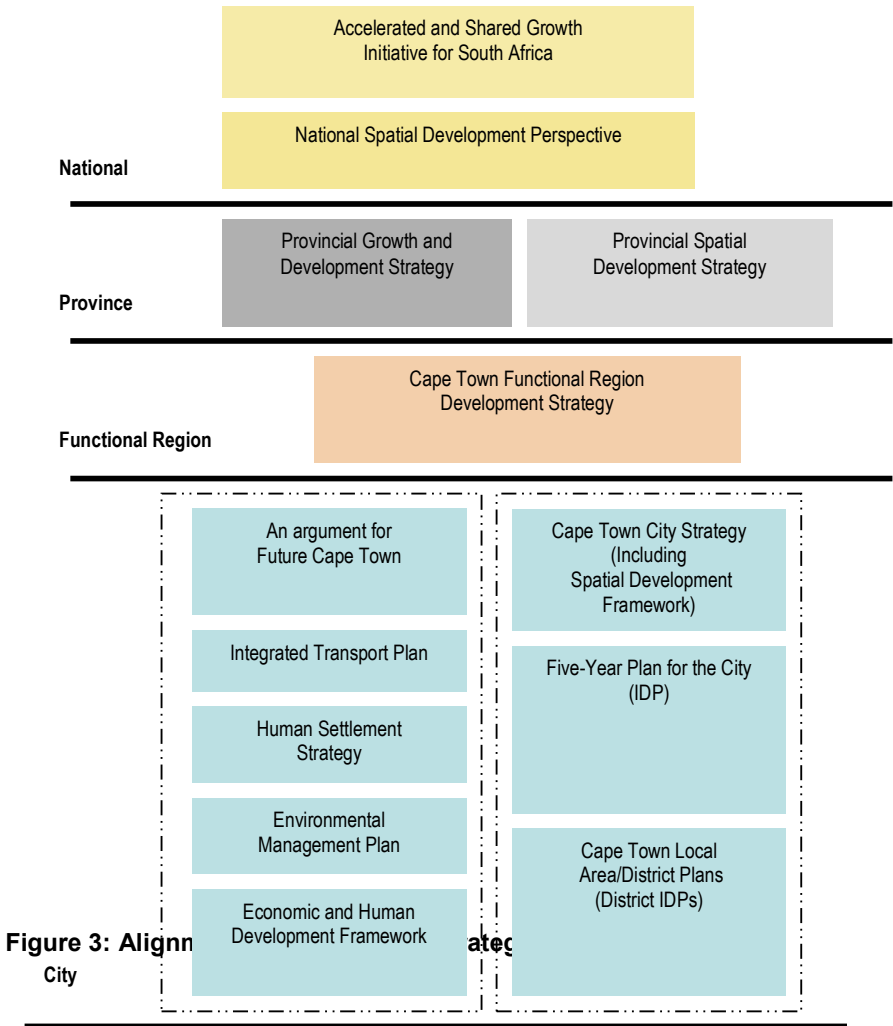 Accelerated and Shared Growth
Initiative for South Africa
National Spatial Development Perspective
National
Provincial Growth and
Development Strategy
Provincial Spatial
Development Strategy
Province
Cape Town Functional Region
Development Strategy
Functional Region
An argument for
Future Cape Town
Integrated Transport Plan
Human Settlement
Strategy
Environmental
Management Plan
Economic and Human
Development Framework
Cape Town City Strategy
(Including
Spatial Development
Framework)
Five-Year Plan for the City
(IDP)
Cape Town Local
Area/District Plans
(District IDPs)
Figure 3:
City